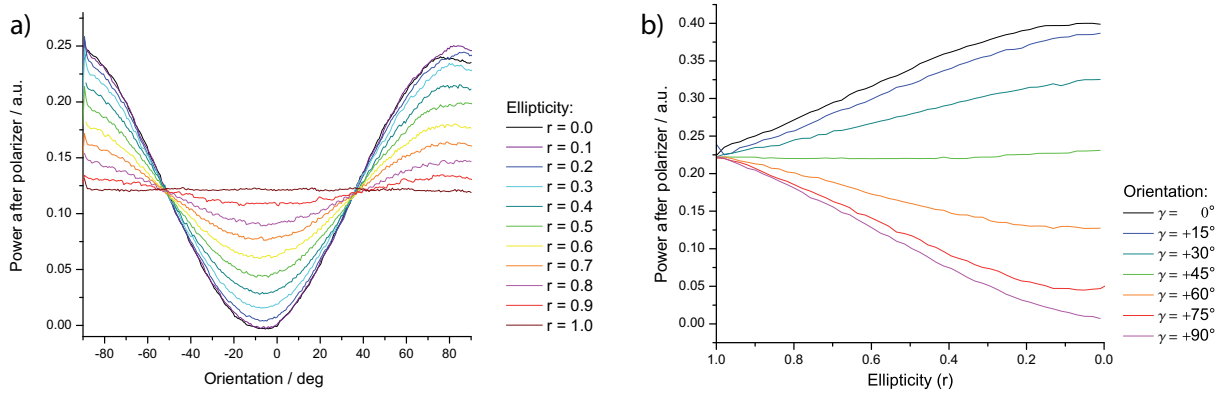 a)
Power after polarizer / a.u.
0.25
0.20
0.15
0.10
0.05
0.00
-80 -60 -40 -20 0 20 40 60 80
Orientation / deg
Ellipticity:
r = 0.0
r = 0.1
r = 0.2
r = 0.3
r = 0.4
r = 0.5
r = 0.6
r = 0.7
r = 0.8
r = 0.9
r = 1.0
b)
Power after polarizer / a.u.
0.40
0.35
0.30
0.25
0.20
0.15
0.10
0.05
0.00
1.0 0.8 0.6 0.4 0.2 0.0
Ellipticity (r)
Orientation:
γ = 0°
γ = +15°
γ = +30°
γ = +45°
γ = +60°
γ = +75°
γ = +90°